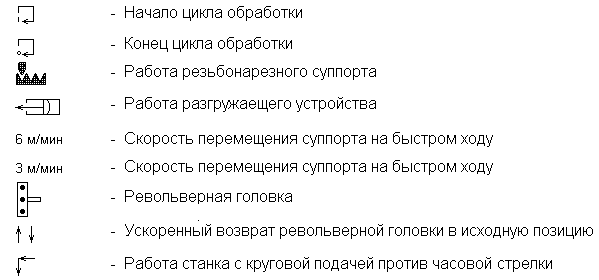 - Начало цикла обработки
- Конец цикла обработки
- Работа резьбонарезного суппорта
- Работа разгружаещего устройства
6 м/мин - Скорость перемещения суппорта на быстром ходу
3 м/мин - Скорость перемещения суппорта на быстром ходу
- Револьверная головка
- Ускоренный возврат револьверной головки в исходную позицию
- Работа станка с круговой подачей против часовой стрелки